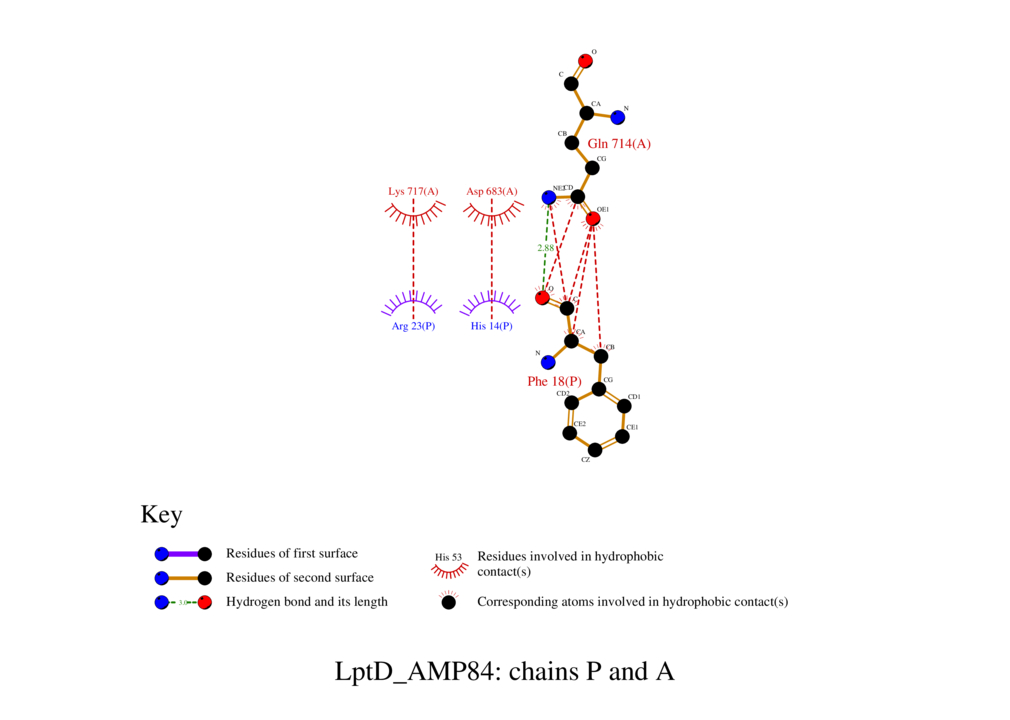 O
C
CA
N
CB
Gln 714(A)
CG
Lys 717(A)
Asp 683(A)
NE2
CD
OE1
2.88
O
C
Arg 23(P)
His 14(P)
CA
CB
N
Phe 18(P)
CG
CD2
CD1
CE2
CE1
CZ
Key
Residues of first surface
Residues of second surface
3.0
Hydrogen bond and its length
His 53
Residues involved in hydrophobic
contact(s)
Corresponding atoms involved in hydrophobic contact(s)
LptD_AMP84: chains P and A